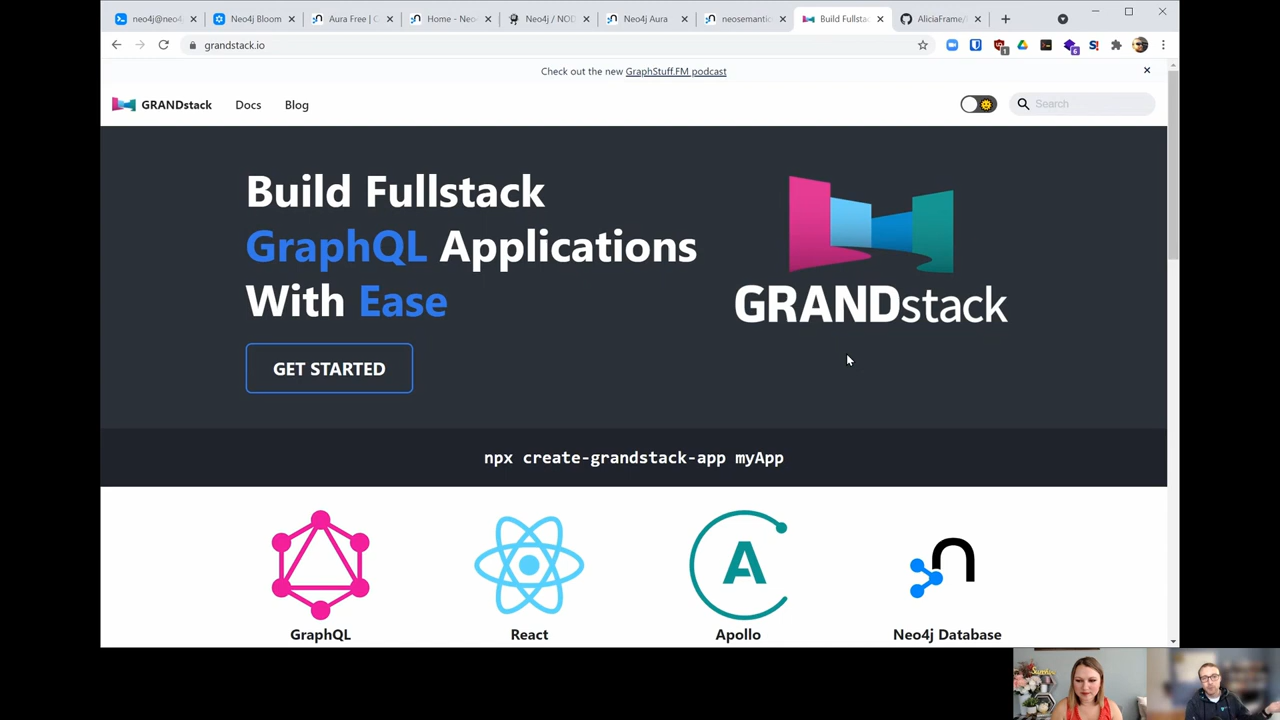 neo4j@neo4
Neo4j Bloom
Aura Free | C
Home - Neo
Neo4j / NOD
Neo4j Aura
neosemantic
Build Fullsta
AliciaFrame/
grandstack.io
Check out the new GraphStuff.FM podcast
GRANDstack
Docs
Blog
Search
Build Fullstack
GraphQL Applications
With Ease
GRANDstack
GET STARTED
npx create-grandstack-app myApp
A
GraphQL
React
Apollo
Neo4j Database